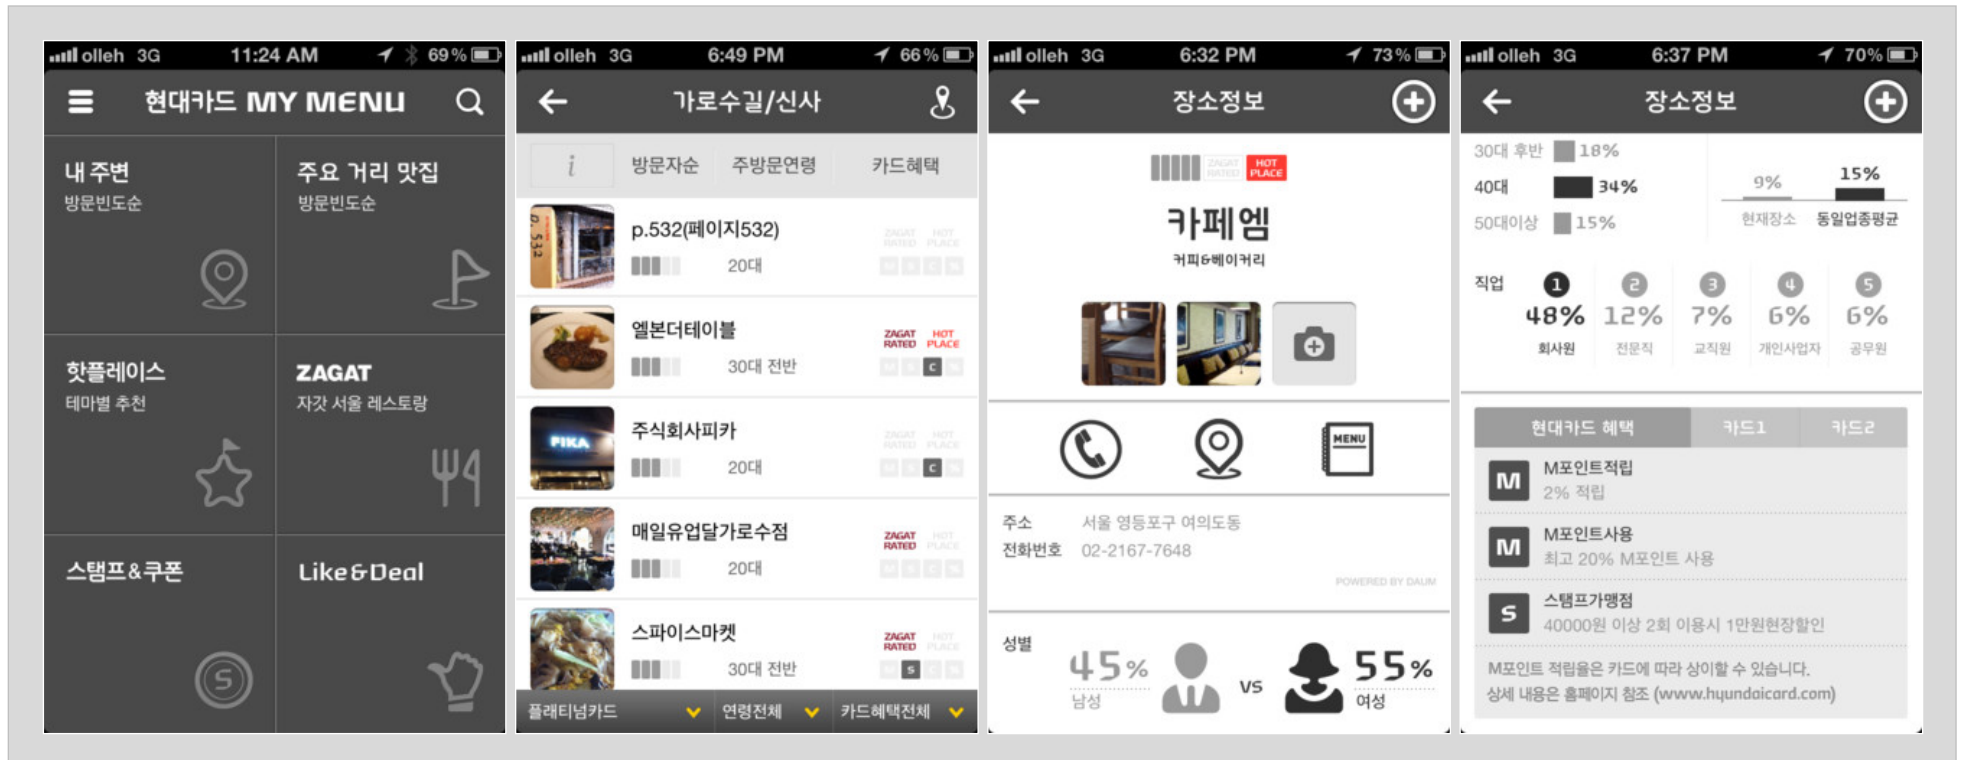 olleh 3G 11:24 AM 69%
현대카드 MY MENU
내 주변
방문빈도순
주요 거리 맛집
방문빈도순
핫플레이스
테마별 추천
ZAGAT
자갓 서울 레스토랑
스탬프&쿠폰
Like&Deal
S
olleh 3G 6:49 PM 66%
가로수길/신사
i 방문자순 주방문연령 카드혜택
p.532(페이지532)
ZAGAT RATED HOT PLACE
20대
M S C %
p. 532
엘본더테이블
ZAGAT RATED HOT PLACE
30대 전반
M S C %
PIKA
주식회사피카
ZAGAT RATED HOT PLACE
20대
M S C %
매일유업달가로수점
ZAGAT RATED HOT PLACE
20대
M S C %
스파이스마켓
ZAGAT RATED HOT PLACE
30대 전반
M S C %
플래티넘카드 연령전체 카드혜택전체
olleh 3G 6:32 PM 73%
장소정보
ZAGAT RATED HOT PLACE
카페엠
커피&베이커리
MENU
주소 서울 영등포구 여의도동
전화번호 02-2167-7648
POWERED BY DAUM
성별
45% 남성
VS
55% 여성
olleh 3G 6:37 PM 70%
장소정보
30대 후반 18%
40대 34%
50대이상 15%
9% 15%
현재장소 동일업종평균
직업 1 2 3 4 5
48% 12% 7% 6% 6%
회사원 전문직 교직원 개인사업자 공무원
현대카드 혜택 카드1 카드2
M M포인트적립
2% 적립
M M포인트사용
최고 20% M포인트 사용
S 스탬프가맹점
40000원 이상 2회 이용시 1만원현장할인
M포인트 적립율은 카드에 따라 상이할 수 있습니다.
상세 내용은 홈페이지 참조 (www.hyundaicard.com)